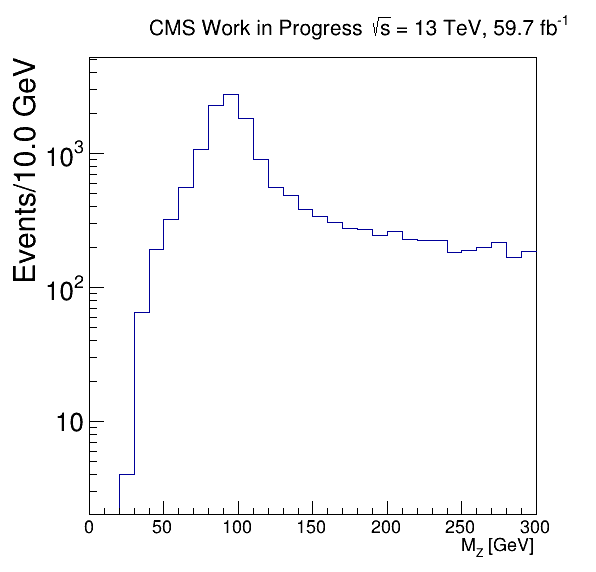 CMS Work in Progress √s = 13 TeV, 59.7 fb⁻¹
Events/10.0 GeV
10³
10²
10
0 50 100 150 200 250 300
M_Z [GeV]